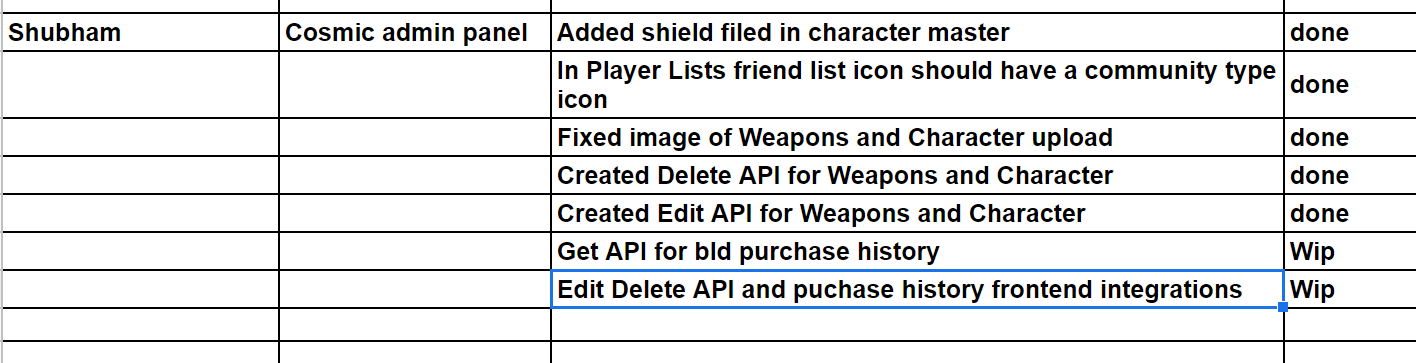 Shubham Cosmic admin panel Added shield filed in character master done
In Player Lists friend list icon should have a community type
icon done
Fixed image of Weapons and Character upload done
Created Delete API for Weapons and Character done
Created Edit API for Weapons and Character done
Get API for bld purchase history Wip
Edit Delete API and puchase history frontend integrations Wip